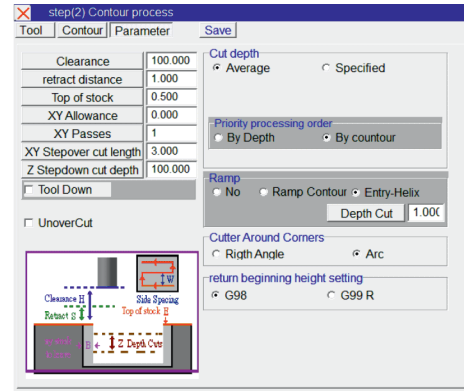 step(2) Contour process
Tool Contour Parameter Save
Clearance 100.000
retract distance 1.000
Top of stock 0.500
XY Allowance 0.000
XY Passes 1
XY Stepover cut length 3.000
Z Stepdown cut depth 100.000
Tool Down
UnoverCut
Cut depth
Average Specified
Priority processing order
By Depth By countour
Ramp
No Ramp Contour Entry-Helix
Depth Cut 1.000
Cutter Around Corners
Rigth Angle Arc
return beginning height setting
G98 G99 R
W
Clearance H Side Spacing
Retract S Top of stock E
B Z Depth Cuts